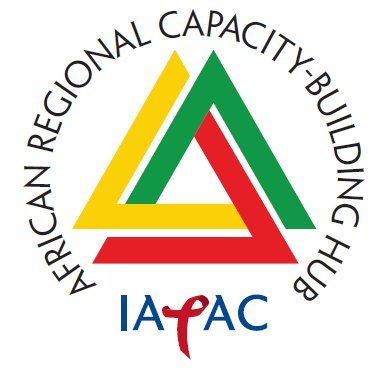 AFRICAN REGIONAL CAPACITY-BUILDING HUB
IAPAC